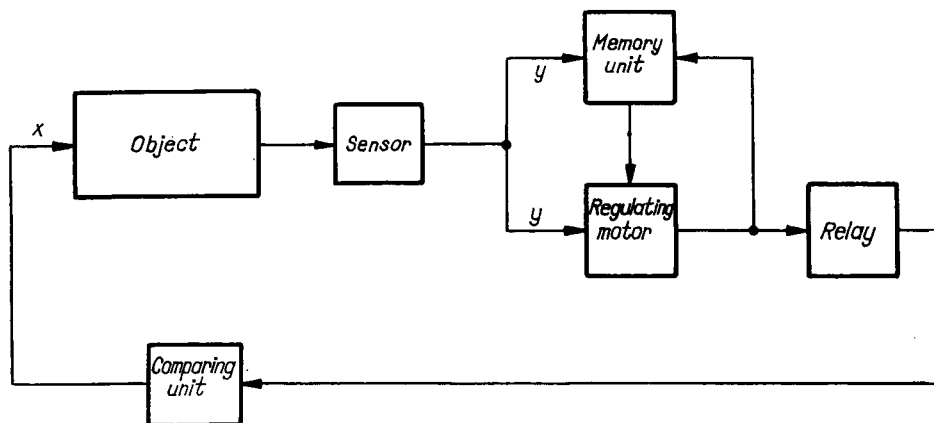 Memory
unit
y
x
Object
Sensor
y
Regulating
motor
Relay
Comparing
unit